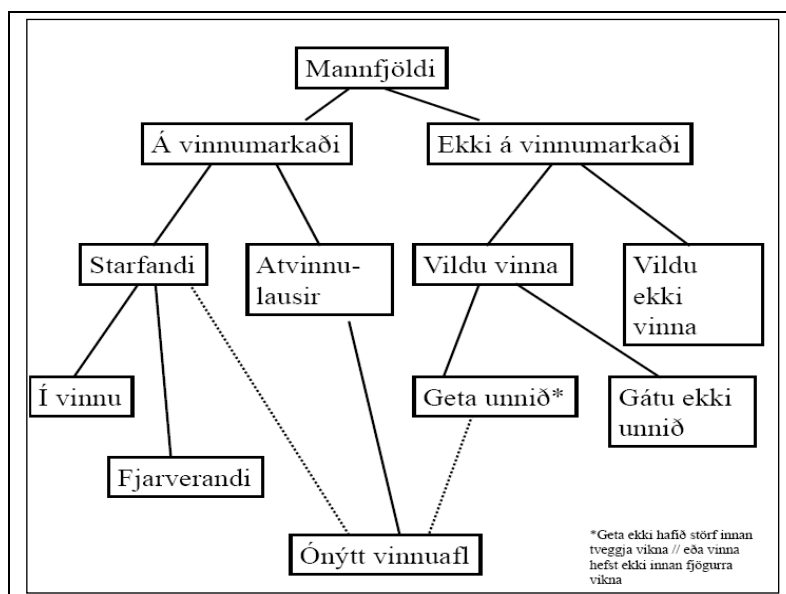 Mannfjöldi
Á vinnumarkaði
Ekki á vinnumarkaði
Starfandi
Atvinnu-
lausir
Vildu vinna
Vildu
ekki
vinna
Í vinnu
Geta unnið*
Gátu ekki
unnið
Fjarverandi
Ónýtt vinnuafl
*Geta ekki hafið störf innan
tveggja vikna // eða vinna
hefst ekki innan fjögurra
vikna